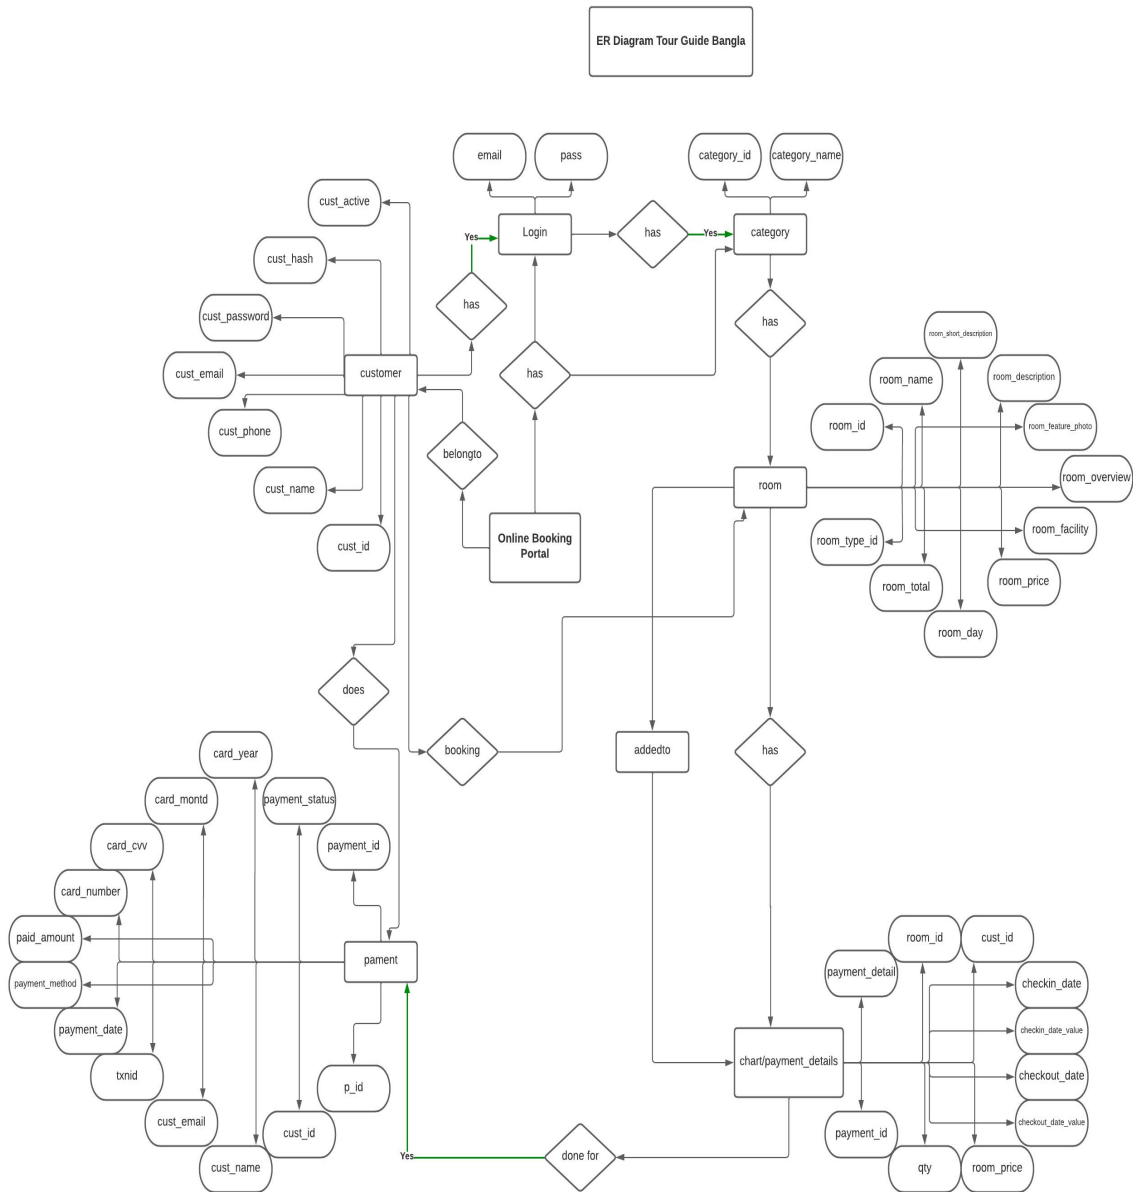 ER Diagram Tour Guide Bangla
email
pass
category_id
category_name
cust_active
Login
has
Yes
category
Yes
cust_hash
has
cust_password
has
room_short_description
customer
cust_email
has
room_name
room_description
cust_phone
belongto
room_id
room_feature_photo
cust_name
room
room_overview
Online Booking
Portal
cust_id
room_type_id
room_facility
room_total
room_price
room_day
does
booking
addedto
has
card_year
card_montd
payment_status
card_cvv
payment_id
card_number
paid_amount
room_id
cust_id
pament
payment_detail
payment_method
checkin_date
payment_date
checkin_date_value
txnid
chart/payment_details
checkout_date
p_id
cust_email
checkout_date_value
cust_id
payment_id
Yes
done for
cust_name
qty
room_price